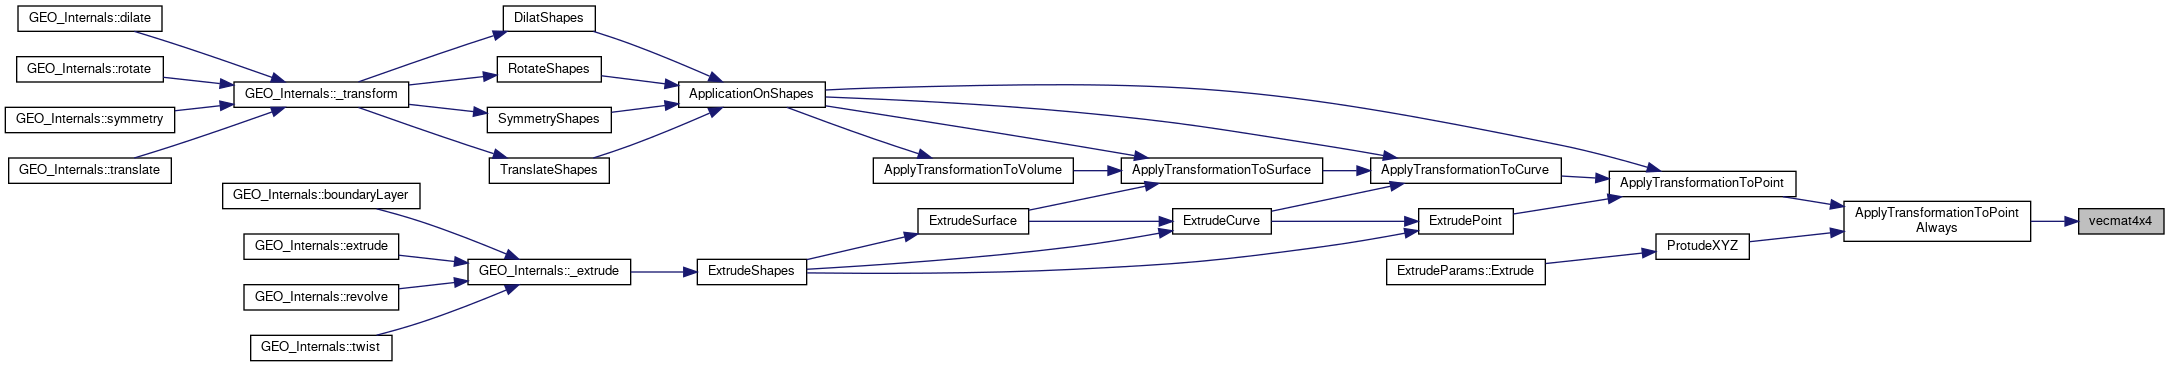 GEO_Internals::dilate
GEO_Internals::rotate
GEO_Internals::symmetry
GEO_Internals::translate
GEO_Internals::_transform
DilatShapes
RotateShapes
SymmetryShapes
TranslateShapes
ApplicationOnShapes
ApplyTransformationToVolume
ApplyTransformationToSurface
ApplyTransformationToCurve
ApplyTransformationToPoint
ApplyTransformationToPoint
Always
vecmat4x4
GEO_Internals::boundaryLayer
GEO_Internals::extrude
GEO_Internals::revolve
GEO_Internals::twist
GEO_Internals::_extrude
ExtrudeShapes
ExtrudeSurface
ExtrudeCurve
ExtrudePoint
ExtrudeParams::Extrude
ProtudeXYZ